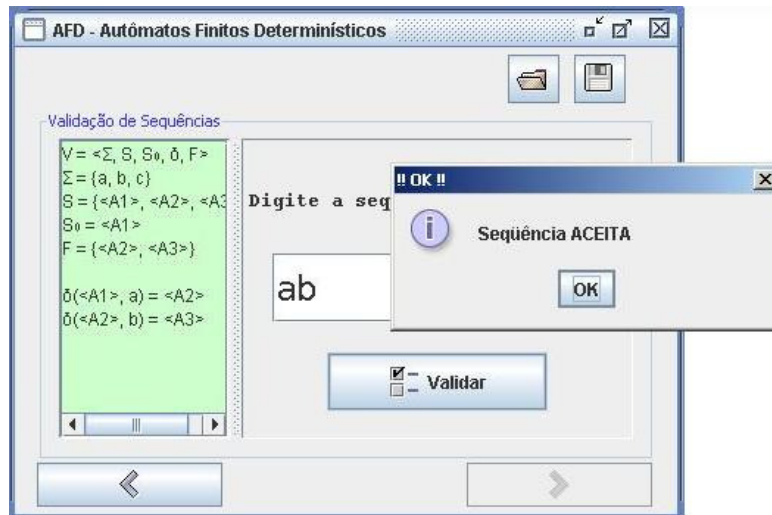 AFD - Autômatos Finitos Determinísticos
Validação de Sequências
V = <Σ, S, S₀, δ, F>
Σ = {a, b, c}
S = {<A1>, <A2>, <A3
S₀ = <A1>
F = {<A2>, <A3>}
δ(<A1>, a) = <A2>
δ(<A2>, b) = <A3>
Digite a seq
ab
Validar
!! OK !!
Seqüência ACEITA
OK